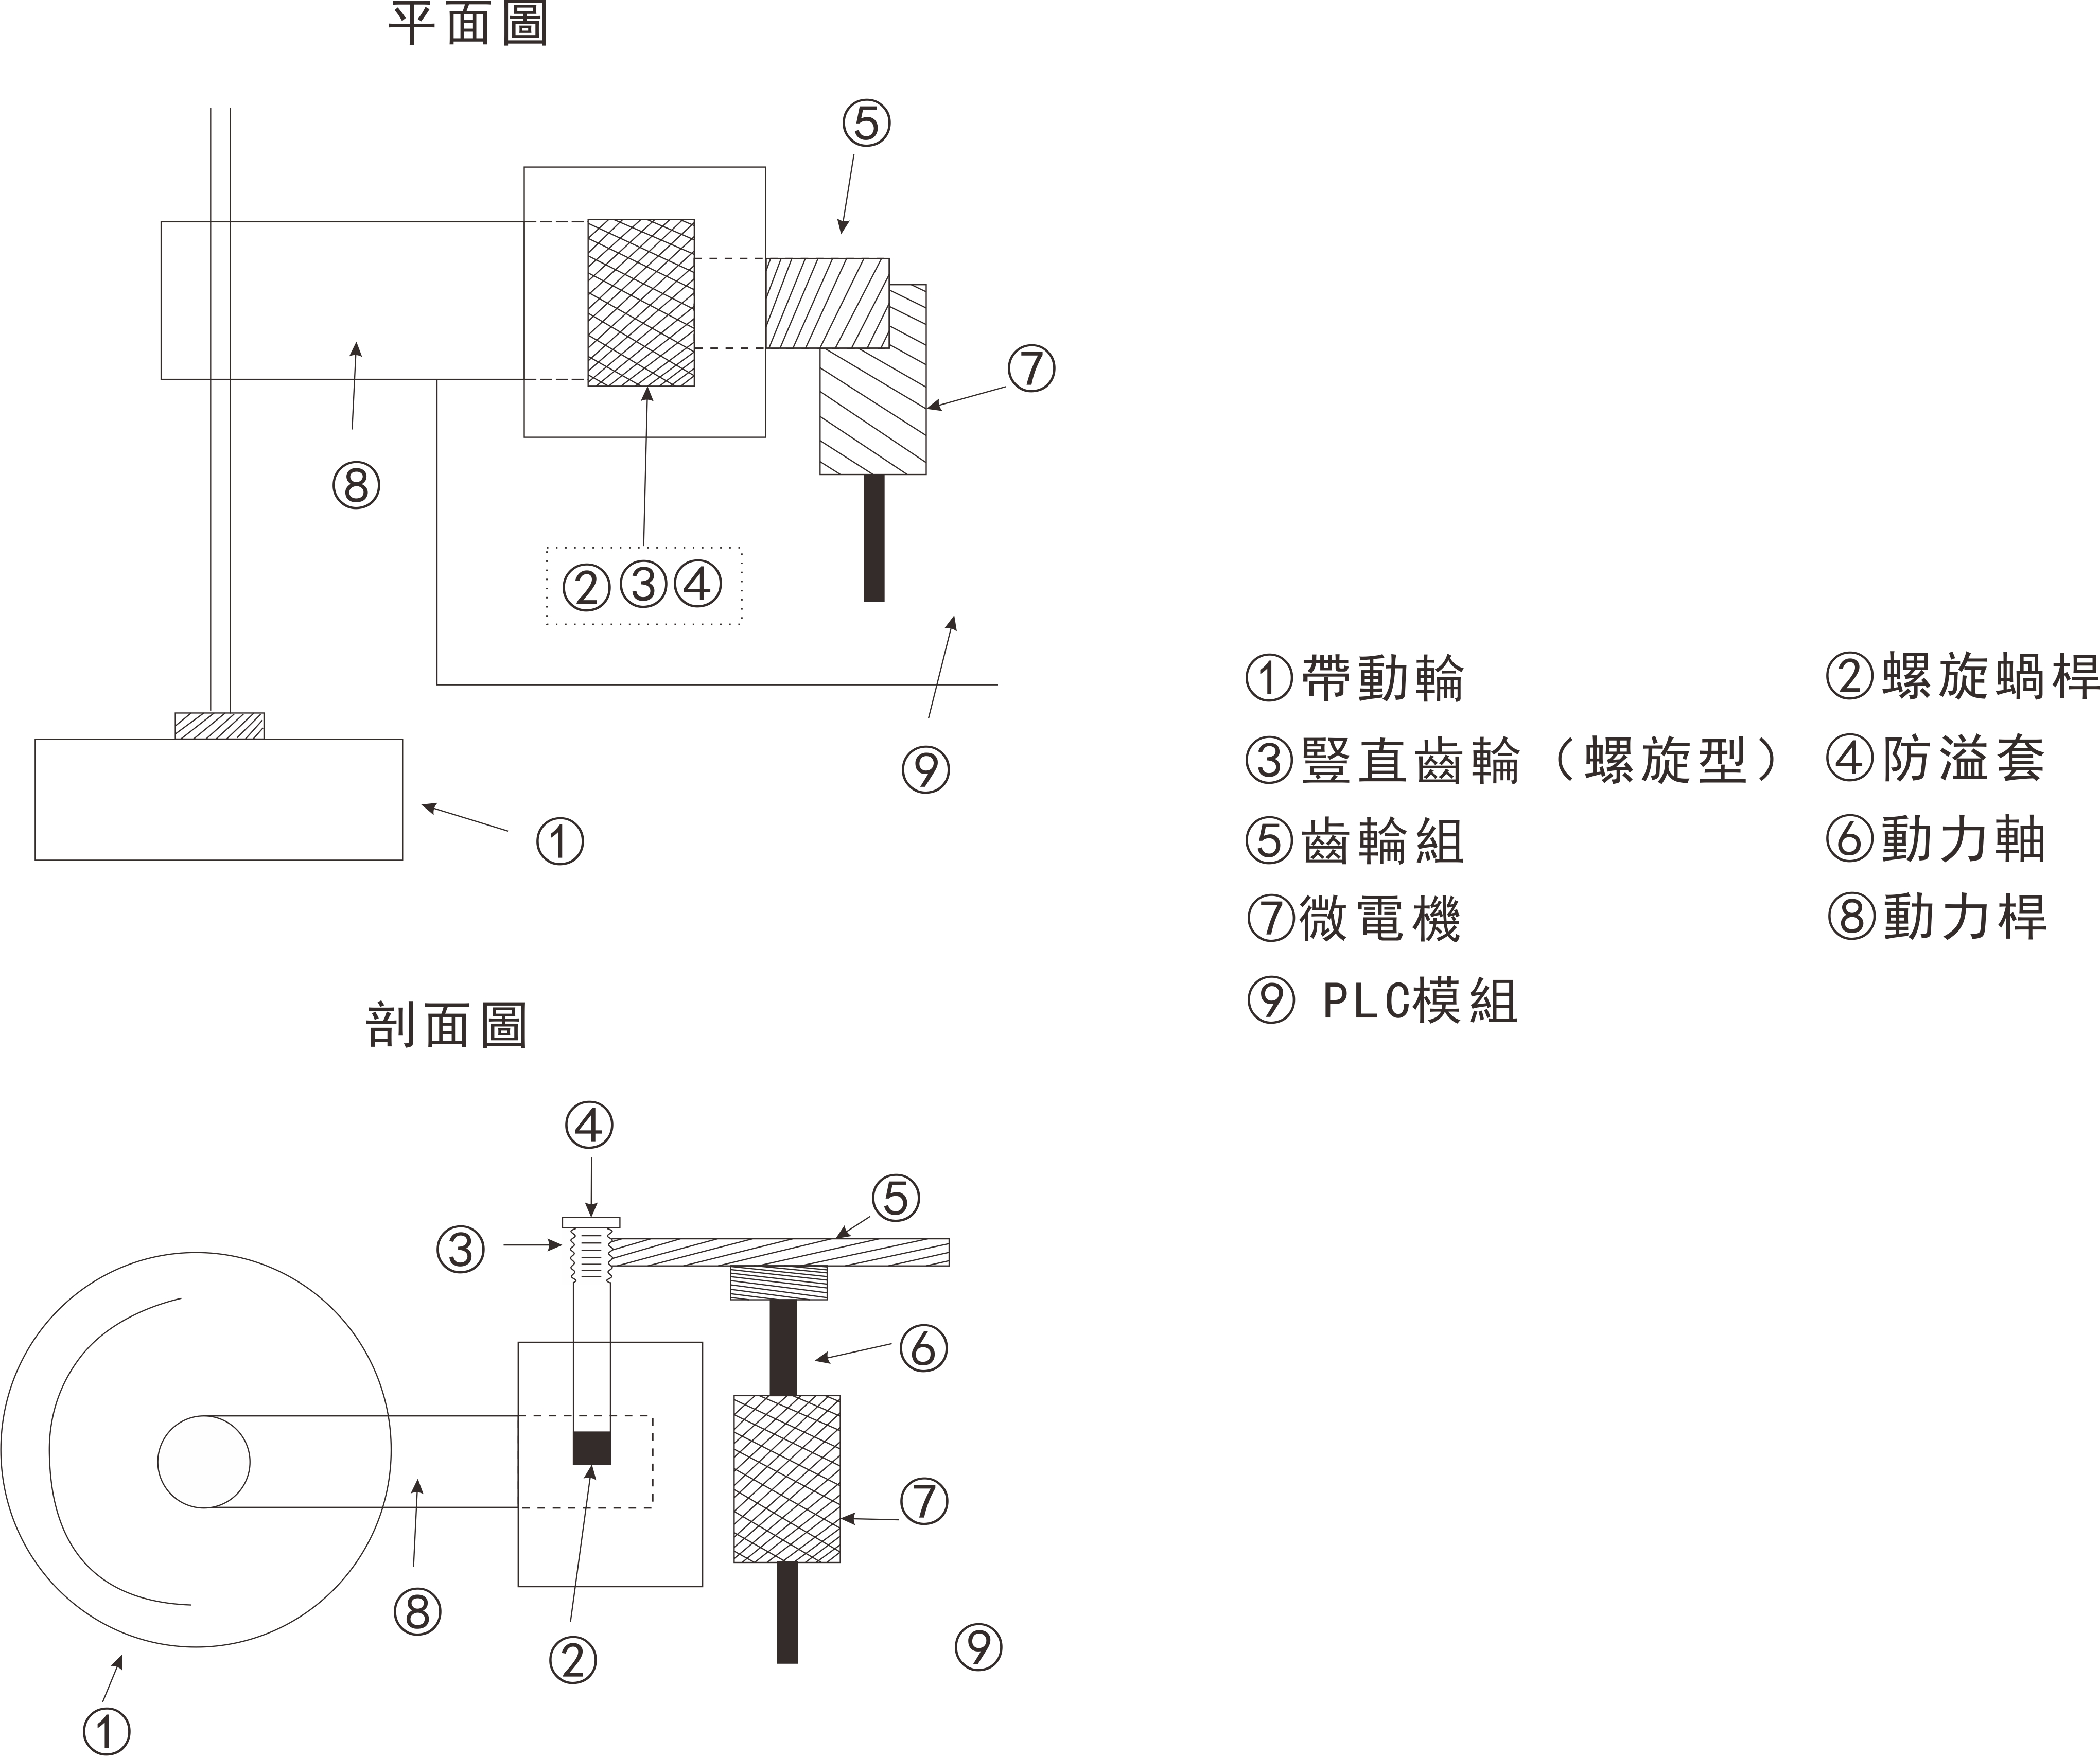 平面圖
⑤
⑦
⑧
②③④
⑨
①
①帶動輪
②螺旋蝸桿
③豎直齒輪（螺旋型）
④防溢套
⑤齒輪組
⑥動力軸
⑦微電機
⑧動力桿
⑨ PLC模組
剖面圖
④
⑤
③
⑥
⑦
⑧
②
⑨
①